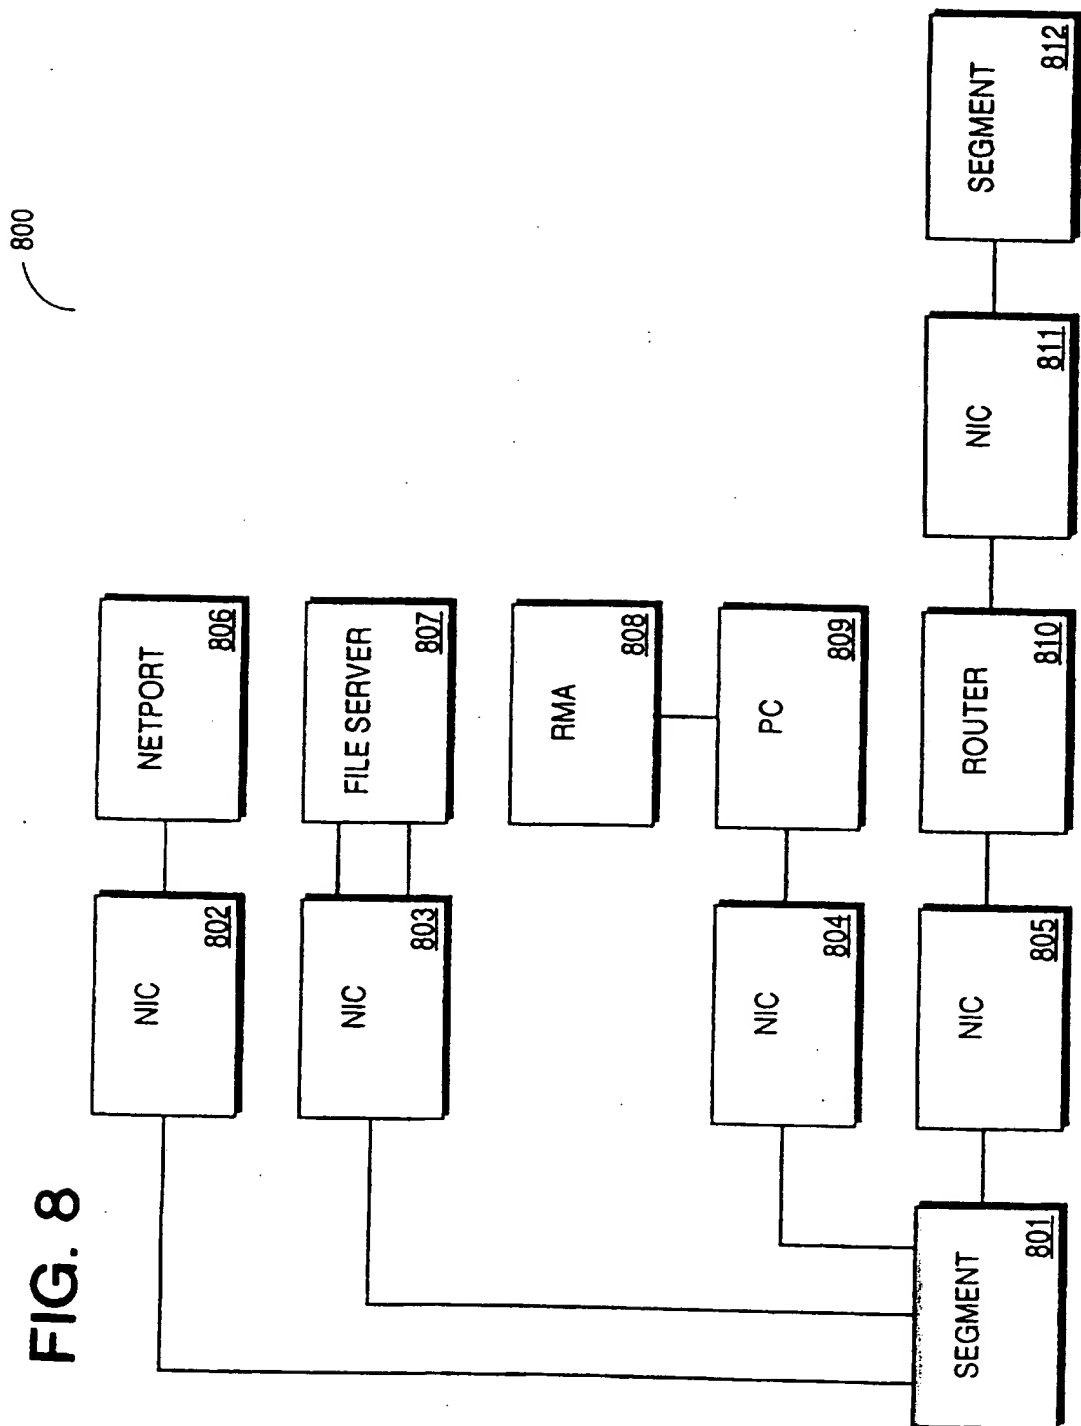 FIG. 8
800
NIC
802
NETPORT
806
NIC
803
FILE SERVER
807
RMA
808
NIC
804
PC
809
SEGMENT
801
NIC
805
ROUTER
810
NIC
811
SEGMENT
812